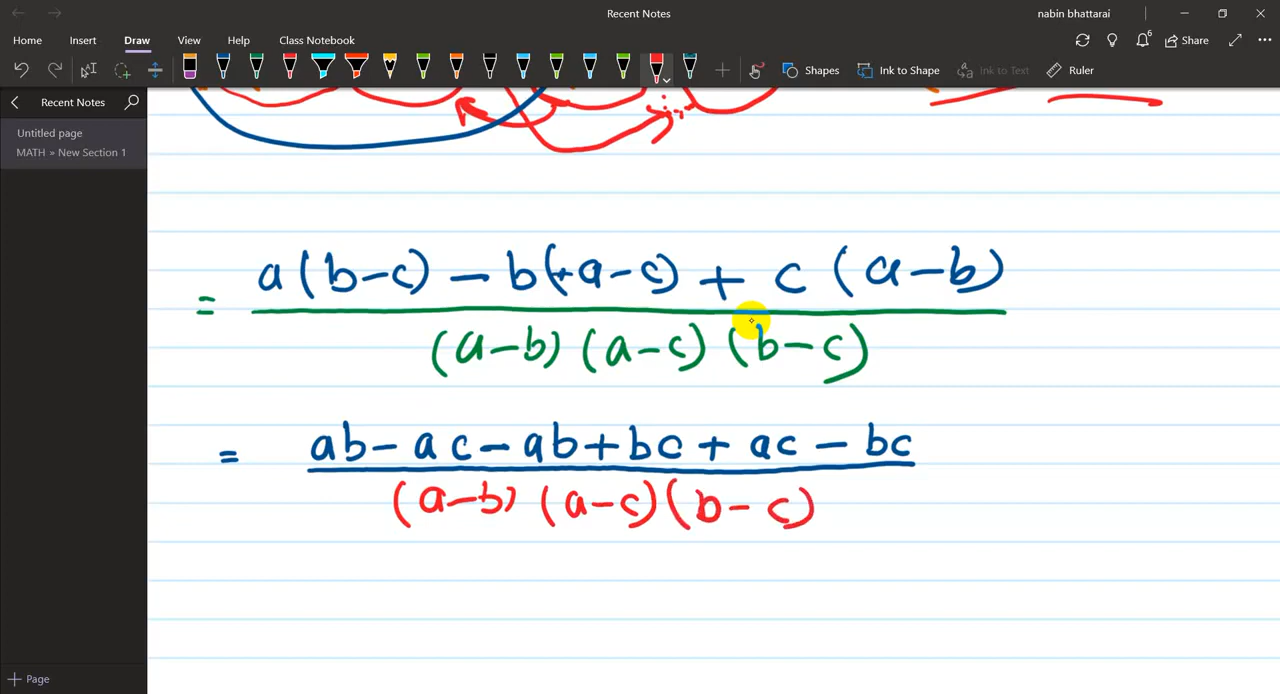 Recent Notes
nabin bhattarai
Home Insert Draw View Help Class Notebook
6 Share
Shapes Ink to Shape Ink to Text Ruler
Recent Notes
Untitled page
MATH » New Section 1
= a(b-c) - b(+a-c) + c(a-b)
(a-b)(a-c)(b-c)
= ab-ac-ab+bc+ac-bc
(a-b)(a-c)(b-c)
Page